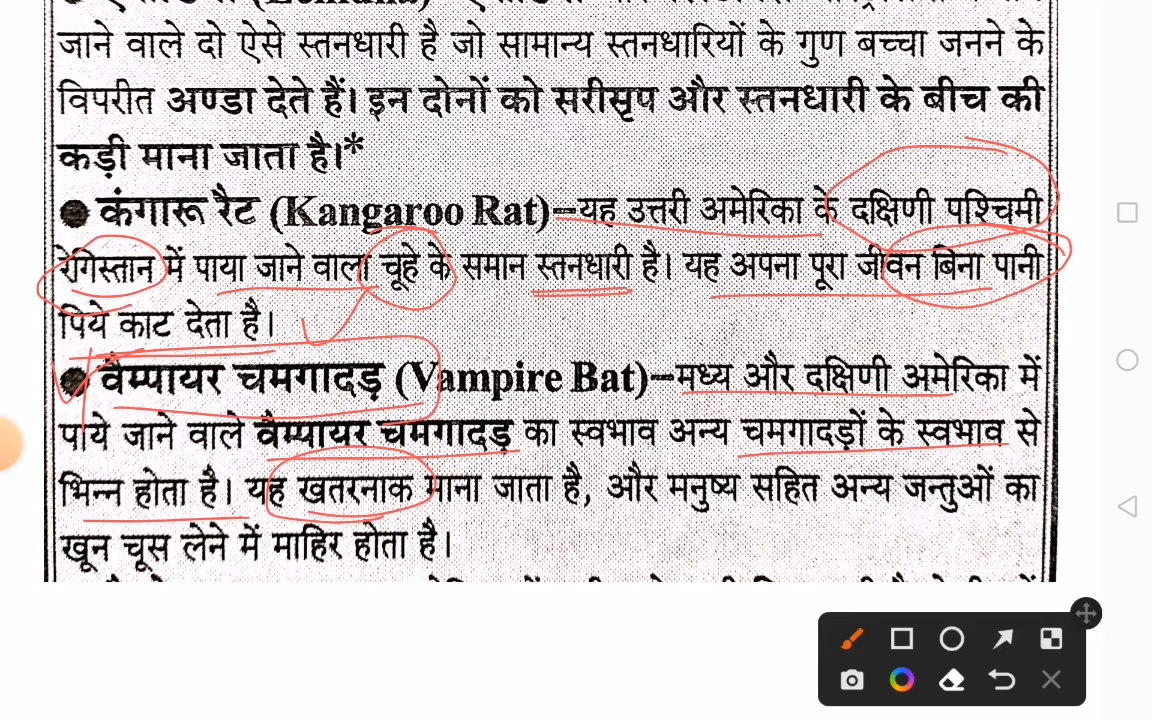 जाने वाले दो ऐसे स्तनधारी है जो सामान्य स्तनधारियों के गुण बच्चा जनने के
विपरीत अण्डा देते हैं। इन दोनों को सरीसृप और स्तनधारी के बीच की
कड़ी माना जाता है।*
● कंगारू रैट (Kangaroo Rat)–यह उत्तरी अमेरिका के दक्षिणी पश्चिमी
रेगिस्तान में पाया जाने वाला चूहे के समान स्तनधारी है। यह अपना पूरा जीवन बिना पानी
पिये काट देता है।
● वैम्पायर चमगादड़ (Vampire Bat)–मध्य और दक्षिणी अमेरिका में
पाये जाने वाले वैम्पायर चमगादड़ का स्वभाव अन्य चमगादड़ों के स्वभाव से
भिन्न होता है। यह खतरनाक माना जाता है, और मनुष्य सहित अन्य जन्तुओं का
खून चूस लेने में माहिर होता है।